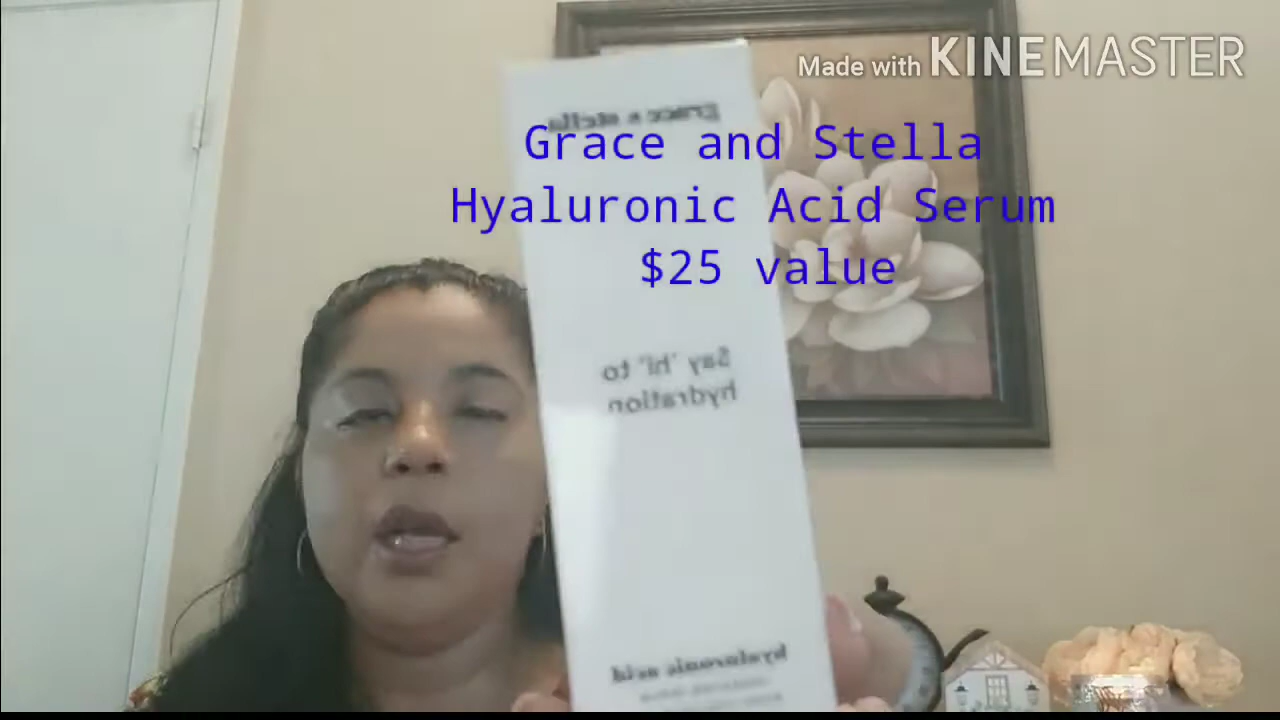 Made with KINEMASTER
grace & stella
Grace and Stella
Hyaluronic Acid Serum
$25 value
Say 'hi' to
hydration
hyaluronic acid